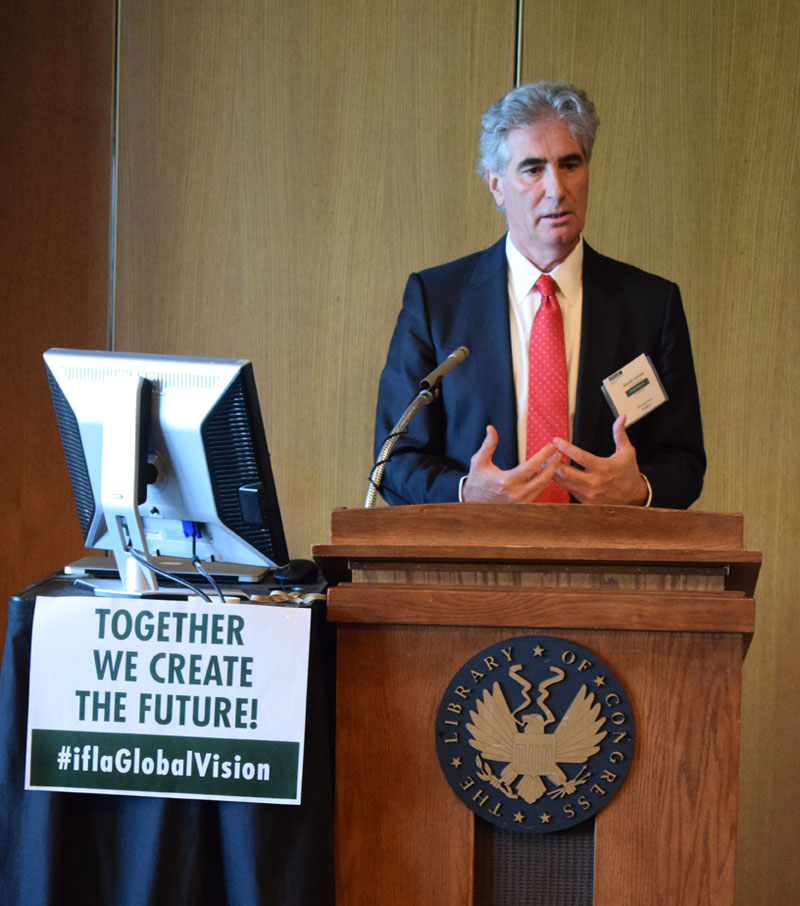 TOGETHER
WE CREATE
THE FUTURE!
#iflaGlobalVision
THE LIBRARY OF CONGRESS